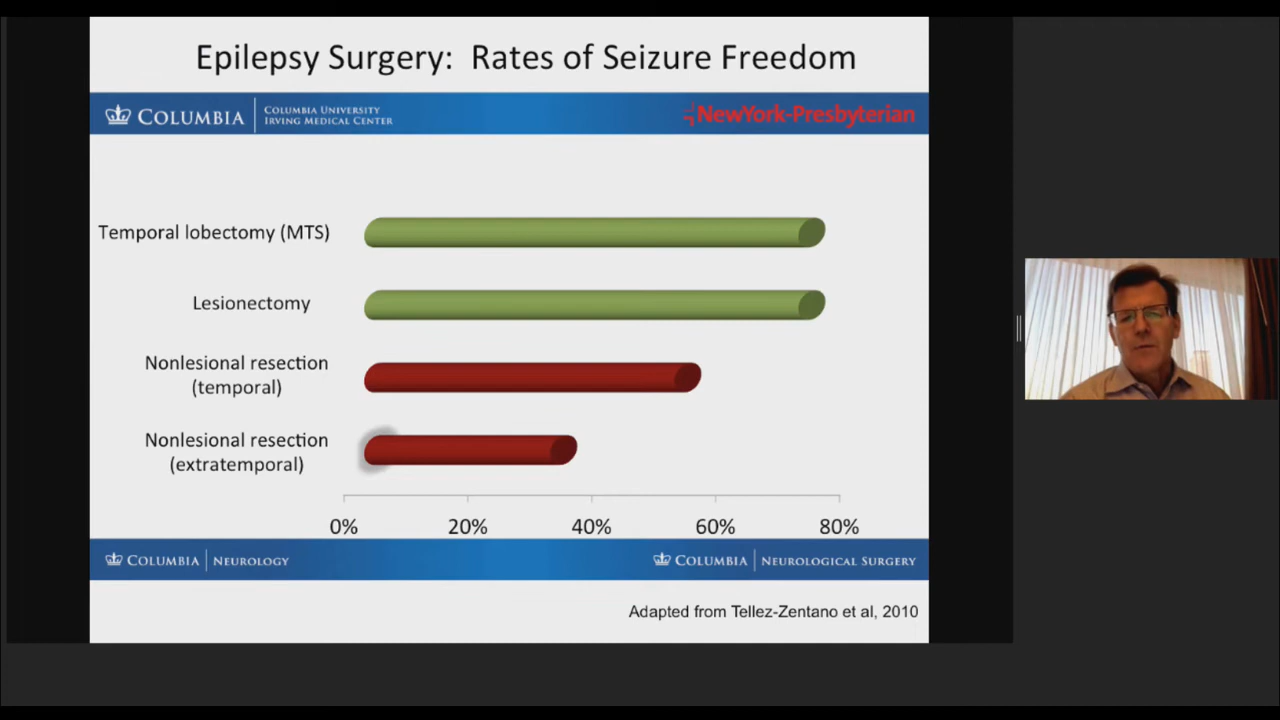 Epilepsy Surgery: Rates of Seizure Freedom
COLUMBIA
COLUMBIA UNIVERSITY
IRVING MEDICAL CENTER
NewYork-Presbyterian
Temporal lobectomy (MTS)
Lesionectomy
Nonlesional resection
(temporal)
Nonlesional resection
(extratemporal)
0% 20% 40% 60% 80%
COLUMBIA NEUROLOGY
COLUMBIA NEUROLOGICAL SURGERY
Adapted from Tellez-Zentano et al, 2010